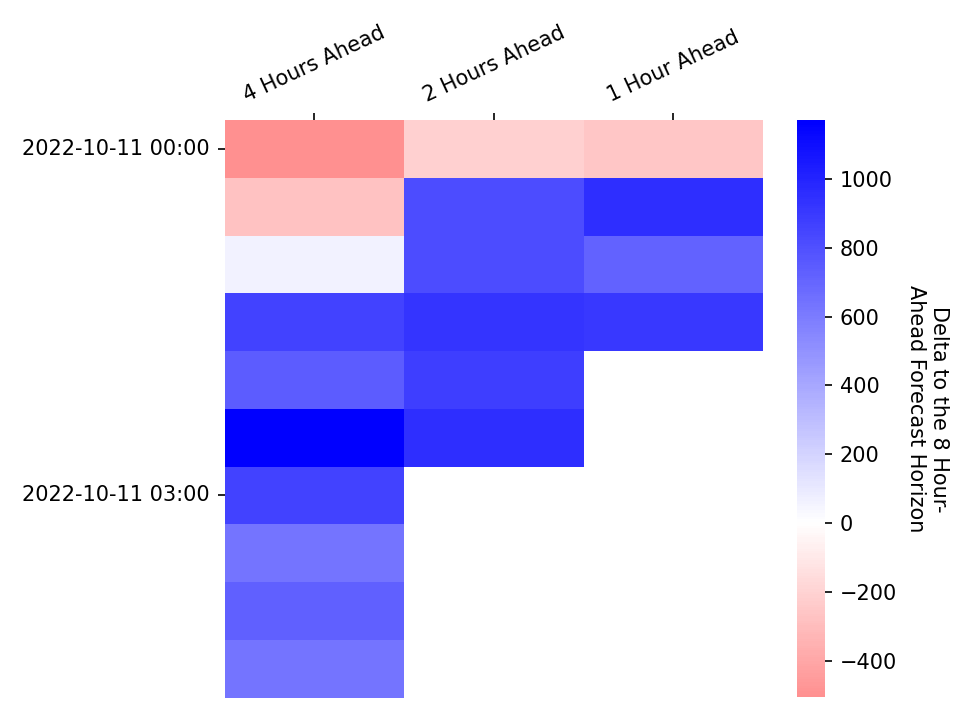 4 Hours Ahead
2 Hours Ahead
1 Hour Ahead
2022-10-11 00:00
2022-10-11 03:00
1000
800
600
400
200
0
−200
−400
Delta to the 8 Hour-
Ahead Forecast Horizon